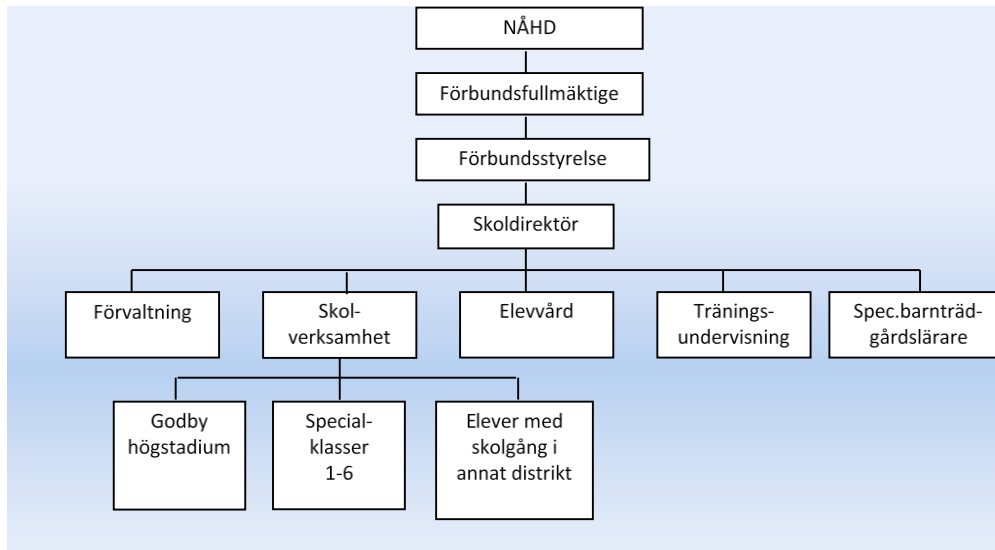 NÅHD
Förbundsfullmäktige
Förbundsstyrelse
Skoldirektör
Förvaltning
Skol-
verksamhet
Elevvård
Tränings-
undervisning
Spec.barnträd-
gårdslärare
Godby
högstadium
Special-
klasser
1-6
Elever med
skolgång i
annat distrikt